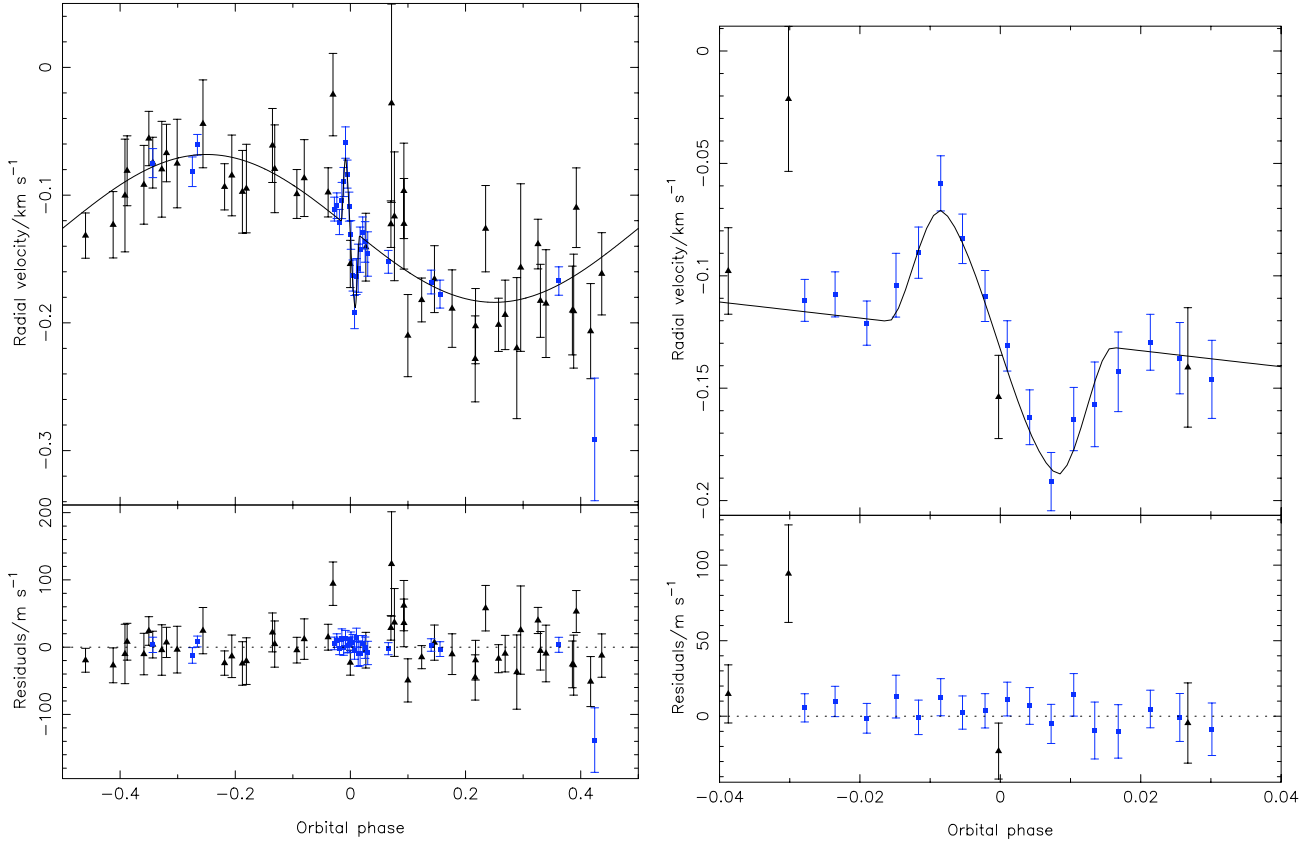 0
−0.1
−0.2
−0.3
Radial velocity/km s⁻¹
200
100
0
−100
Residuals/m s⁻¹
−0.4 −0.2 0 0.2 0.4
Orbital phase
0
−0.05
−0.1
−0.15
−0.2
Radial velocity/km s⁻¹
100
50
0
Residuals/m s⁻¹
−0.04 −0.02 0 0.02 0.04
Orbital phase